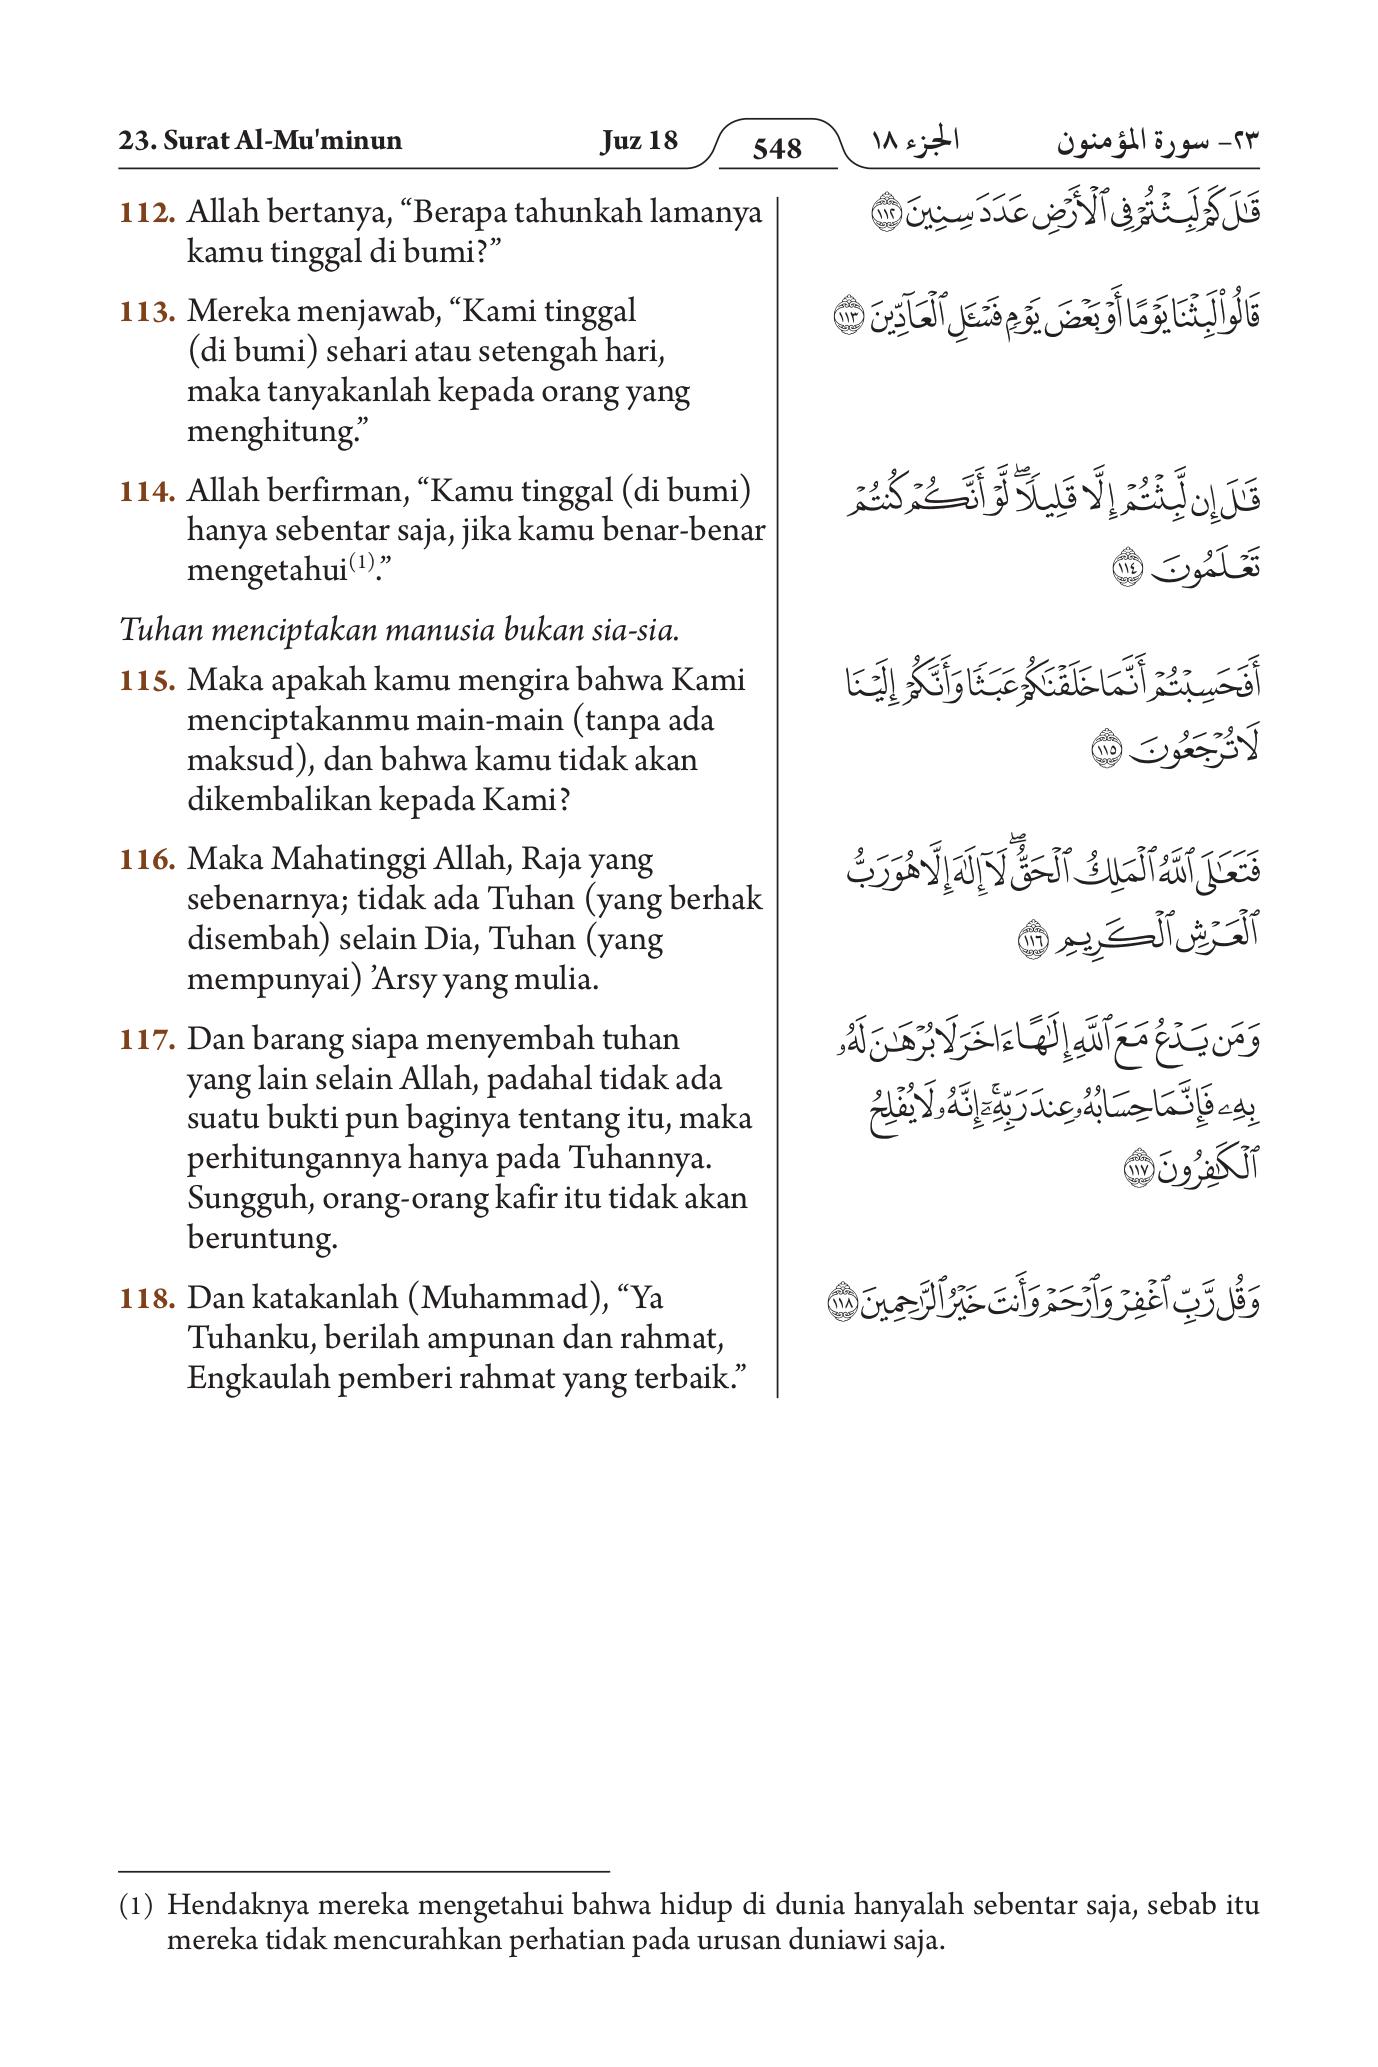 23. Surat Al-Mu'minun Juz 18 548 الجزء ١٨ ٢٣- سورة المؤمنون
112. Allah bertanya, “Berapa tahunkah lamanya
kamu tinggal di bumi?”
113. Mereka menjawab, “Kami tinggal
(di bumi) sehari atau setengah hari,
maka tanyakanlah kepada orang yang
menghitung.”
114. Allah berfirman, “Kamu tinggal (di bumi)
hanya sebentar saja, jika kamu benar-benar
mengetahui(1).”
Tuhan menciptakan manusia bukan sia-sia.
115. Maka apakah kamu mengira bahwa Kami
menciptakanmu main-main (tanpa ada
maksud), dan bahwa kamu tidak akan
dikembalikan kepada Kami?
116. Maka Mahatinggi Allah, Raja yang
sebenarnya; tidak ada Tuhan (yang berhak
disembah) selain Dia, Tuhan (yang
mempunyai) ’Arsy yang mulia.
117. Dan barang siapa menyembah tuhan
yang lain selain Allah, padahal tidak ada
suatu bukti pun baginya tentang itu, maka
perhitungannya hanya pada Tuhannya.
Sungguh, orang-orang kafir itu tidak akan
beruntung.
118. Dan katakanlah (Muhammad), “Ya
Tuhanku, berilah ampunan dan rahmat,
Engkaulah pemberi rahmat yang terbaik.”
قَٰلَ كَمۡ لَبِثۡتُمۡ فِي ٱلۡأَرۡضِ عَدَدَ سِنِينَ ١١٢
قَالُواْ لَبِثۡنَا يَوۡمًا أَوۡ بَعۡضَ يَوۡمٖ فَسۡـَٔلِ ٱلۡعَآدِّينَ ١١٣
قَٰلَ إِن لَّبِثۡتُمۡ إِلَّا قَلِيلٗاۖ لَّوۡ أَنَّكُمۡ كُنتُمۡ
تَعۡلَمُونَ ١١٤
أَفَحَسِبۡتُمۡ أَنَّمَا خَلَقۡنَٰكُمۡ عَبَثٗا وَأَنَّكُمۡ إِلَيۡنَا
لَا تُرۡجَعُونَ ١١٥
فَتَعَٰلَى ٱللَّهُ ٱلۡمَلِكُ ٱلۡحَقُّۖ لَآ إِلَٰهَ إِلَّا هُوَ رَبُّ
ٱلۡعَرۡشِ ٱلۡكَرِيمِ ١١٦
وَمَن يَدۡعُ مَعَ ٱللَّهِ إِلَٰهًا ءَاخَرَ لَا بُرۡهَٰنَ لَهُۥ
بِهِۦ فَإِنَّمَا حِسَابُهُۥ عِندَ رَبِّهِۦٓۚ إِنَّهُۥ لَا يُفۡلِحُ
ٱلۡكَٰفِرُونَ ١١٧
وَقُل رَّبِّ ٱغۡفِرۡ وَٱرۡحَمۡ وَأَنتَ خَيۡرُ ٱلرَّٰحِمِينَ ١١٨
(1) Hendaknya mereka mengetahui bahwa hidup di dunia hanyalah sebentar saja, sebab itu
mereka tidak mencurahkan perhatian pada urusan duniawi saja.